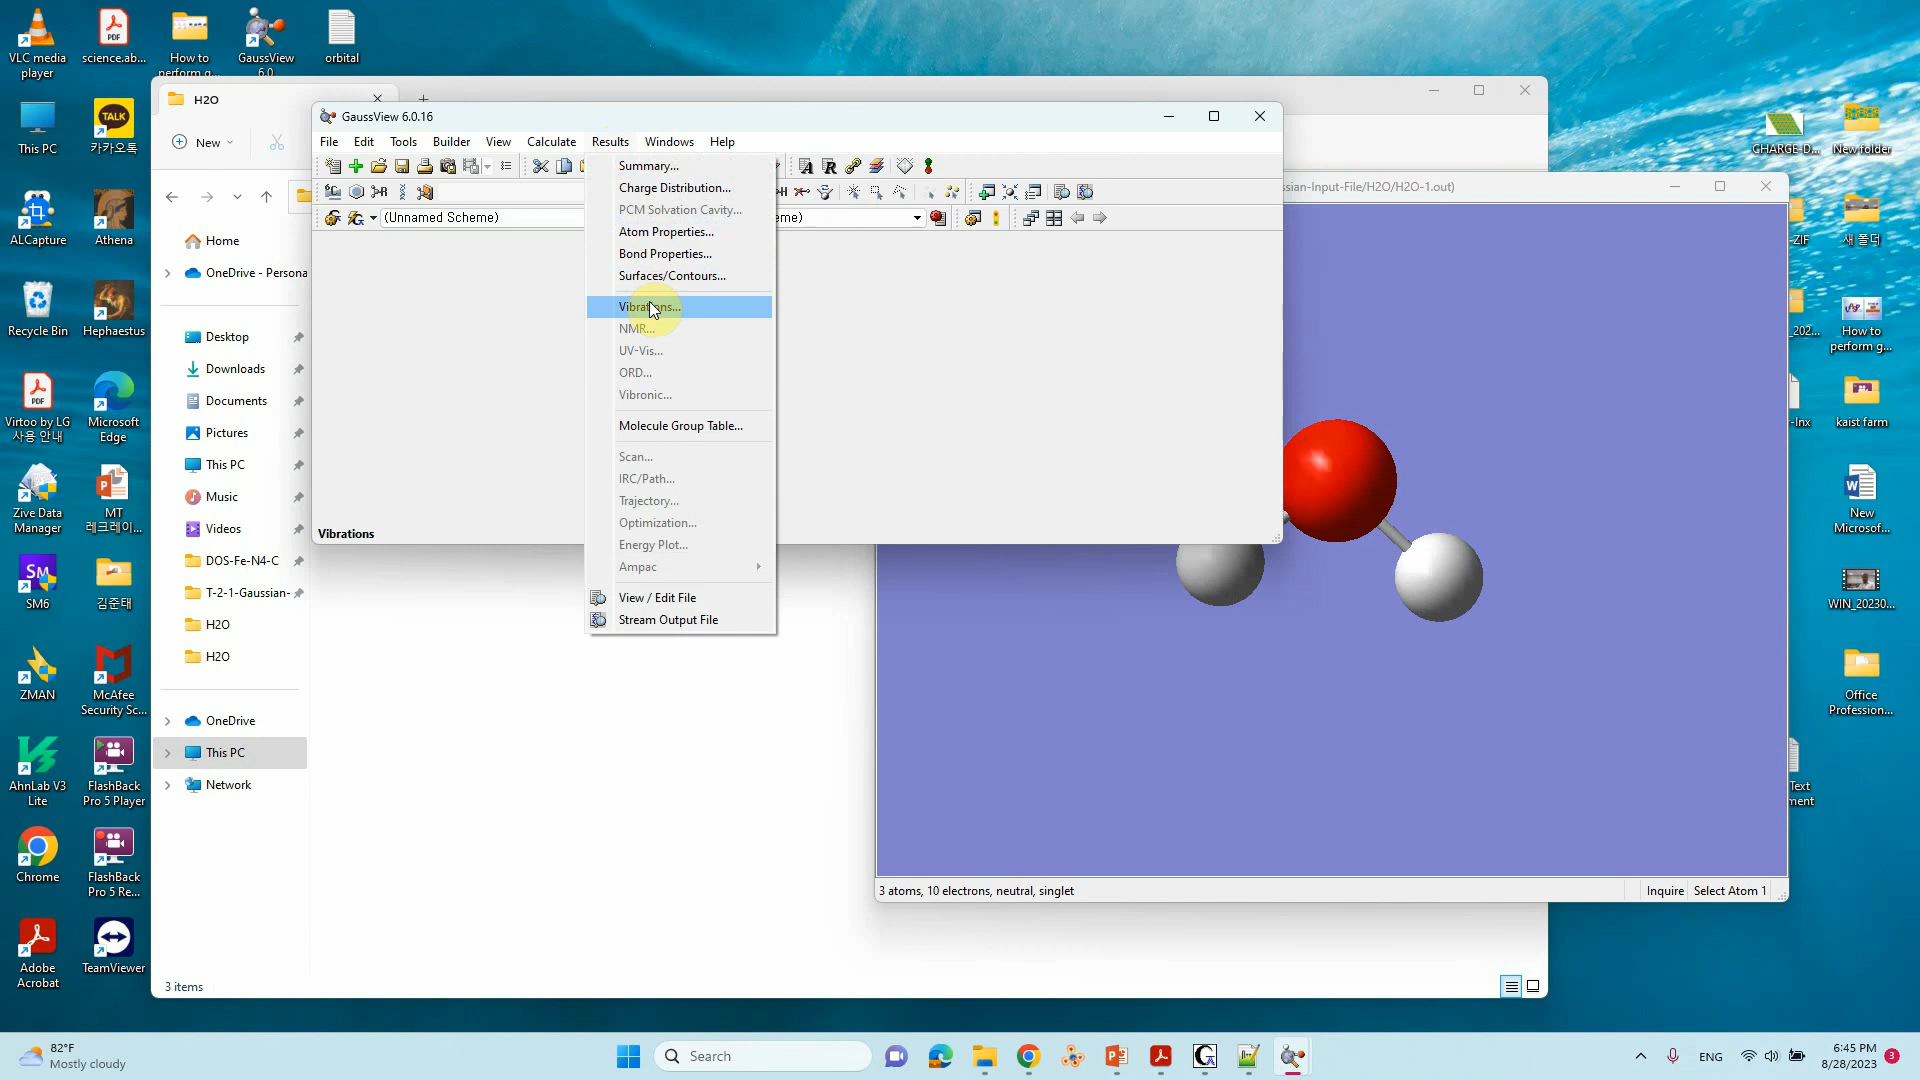 VLC media
player
science.ab...
How to
perform g...
GaussView
6.0
orbital
This PC
카카오톡
ALCapture
Athena
Recycle Bin
Hephaestus
Virtoo by LG
사용 안내
Microsoft
Edge
Zive Data
Manager
MT
레크레이...
SM6
김준태
ZMAN
McAfee
Security Sc...
AhnLab V3
Lite
FlashBack
Pro 5 Player
Chrome
FlashBack
Pro 5 Re...
Adobe
Acrobat
TeamViewer
H2O
New
Home
OneDrive - Persona
Desktop
Downloads
Documents
Pictures
This PC
Music
Videos
DOS-Fe-N4-C
T-2-1-Gaussian-
H2O
H2O
OneDrive
This PC
Network
3 items
GaussView 6.0.16
File
Edit
Tools
Builder
View
Calculate
Results
Windows
Help
(Unnamed Scheme)
eme)
Vibrations
Summary...
Charge Distribution...
PCM Solvation Cavity...
Atom Properties...
Bond Properties...
Surfaces/Contours...
Vibrations...
NMR...
UV-Vis...
ORD...
Vibronic...
Molecule Group Table...
Scan...
IRC/Path...
Trajectory...
Optimization...
Energy Plot...
Ampac
View / Edit File
Stream Output File
ssian-Input-File/H2O/H2O-1.out)
3 atoms, 10 electrons, neutral, singlet
Inquire
Select Atom 1
CHARGE-D...
New folder
-ZIF
새 폴더
202...
How to
perform g...
r-lnx
kaist farm
New
Microsof...
WIN_20230...
Office
Profession...
Text
ment
82°F
Mostly cloudy
Search
ENG
6:45 PM
8/28/2023
3